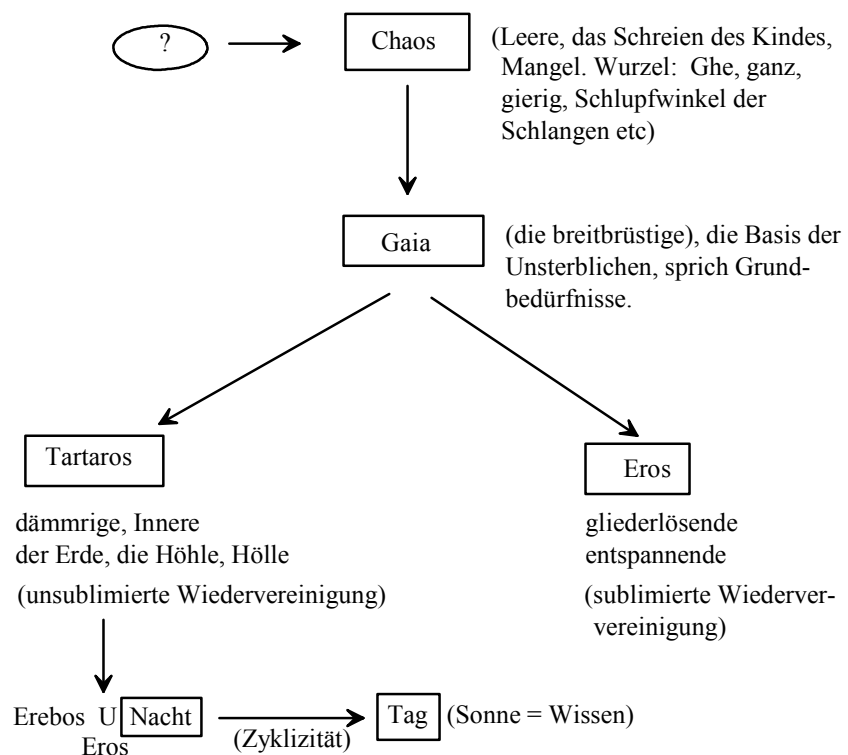 ?
Chaos
(Leere, das Schreien des Kindes,
Mangel. Wurzel: Ghe, ganz,
gierig, Schlupfwinkel der
Schlangen etc)
Gaia
(die breitbrüstige), die Basis der
Unsterblichen, sprich Grund-
bedürfnisse.
Tartaros
dämmrige, Innere
der Erde, die Höhle, Hölle
(unsublimierte Wiedervereinigung)
Eros
gliederlösende
entspannende
(sublimierte Wiederver-
vereinigung)
Erebos U Nacht
Eros
(Zyklizität)
Tag (Sonne = Wissen)